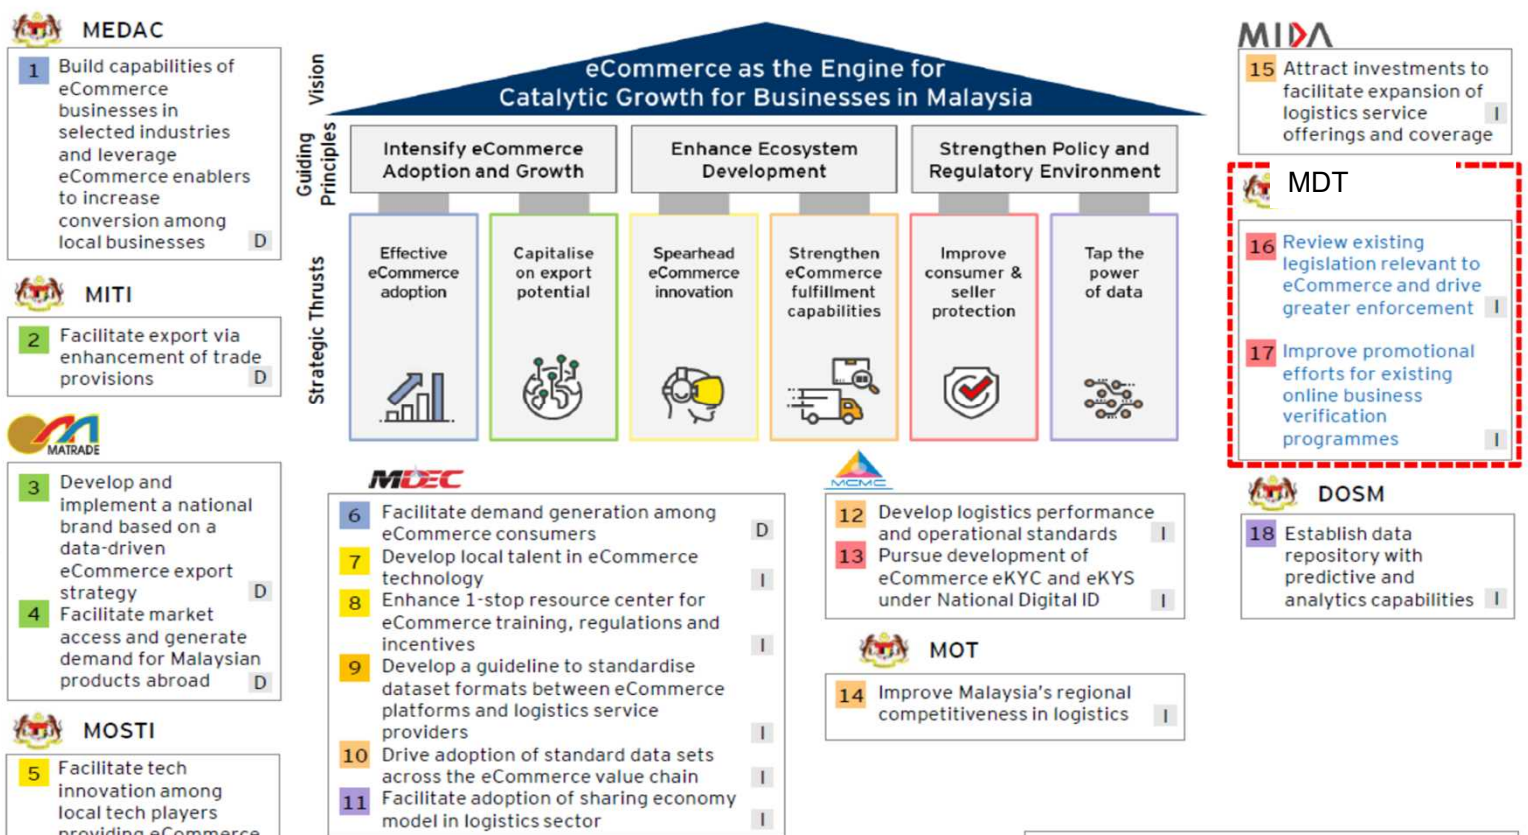 MEDAC
1 Build capabilities of
eCommerce
businesses in
selected industries
and leverage
eCommerce enablers
to increase
conversion among
local businesses D
MITI
2 Facilitate export via
enhancement of trade
provisions D
MATRADE
3 Develop and
implement a national
brand based on a
data-driven
eCommerce export
strategy D
4 Facilitate market
access and generate
demand for Malaysian
products abroad D
MOSTI
5 Facilitate tech
innovation among
local tech players
providing eCommerce
Vision
eCommerce as the Engine for
Catalytic Growth for Businesses in Malaysia
Guiding
Principles
Intensify eCommerce
Adoption and Growth
Enhance Ecosystem
Development
Strengthen Policy and
Regulatory Environment
Strategic Thrusts
Effective
eCommerce
adoption
Capitalise
on export
potential
Spearhead
eCommerce
innovation
Strengthen
eCommerce
fulfillment
capabilities
Improve
consumer &
seller
protection
Tap the
power
of data
MDEC
6 Facilitate demand generation among
eCommerce consumers D
7 Develop local talent in eCommerce
technology I
8 Enhance 1-stop resource center for
eCommerce training, regulations and
incentives I
9 Develop a guideline to standardise
dataset formats between eCommerce
platforms and logistics service
providers I
10 Drive adoption of standard data sets
across the eCommerce value chain I
11 Facilitate adoption of sharing economy
model in logistics sector I
MCMC
12 Develop logistics performance
and operational standards I
13 Pursue development of
eCommerce eKYC and eKYS
under National Digital ID I
MOT
14 Improve Malaysia's regional
competitiveness in logistics I
MIDA
15 Attract investments to
facilitate expansion of
logistics service I
offerings and coverage
MDT
16 Review existing
legislation relevant to
eCommerce and drive
greater enforcement I
17 Improve promotional
efforts for existing
online business
verification
programmes I
DOSM
18 Establish data
repository with
predictive and
analytics capabilities I